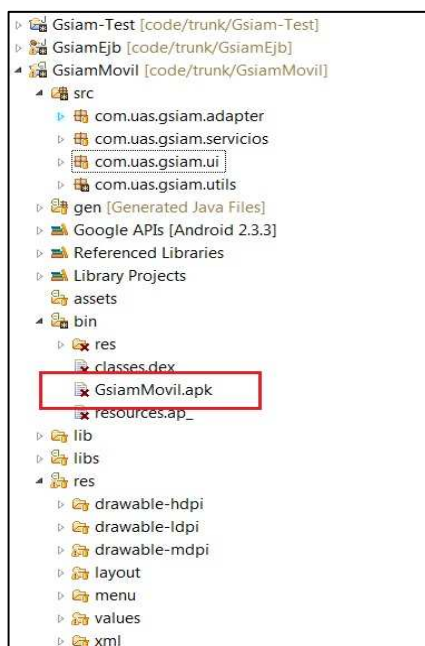 Gsiam-Test [code/trunk/Gsiam-Test]
GsiamEjb [code/trunk/GsiamEjb]
GsiamMovil [code/trunk/GsiamMovil]
src
com.uas.gsiam.adapter
com.uas.gsiam.servicios
com.uas.gsiam.ui
com.uas.gsiam.utils
gen [Generated Java Files]
Google APIs [Android 2.3.3]
Referenced Libraries
Library Projects
assets
bin
res
classes.dex
GsiamMovil.apk
resources.ap_
lib
libs
res
drawable-hdpi
drawable-ldpi
drawable-mdpi
layout
menu
values
xml